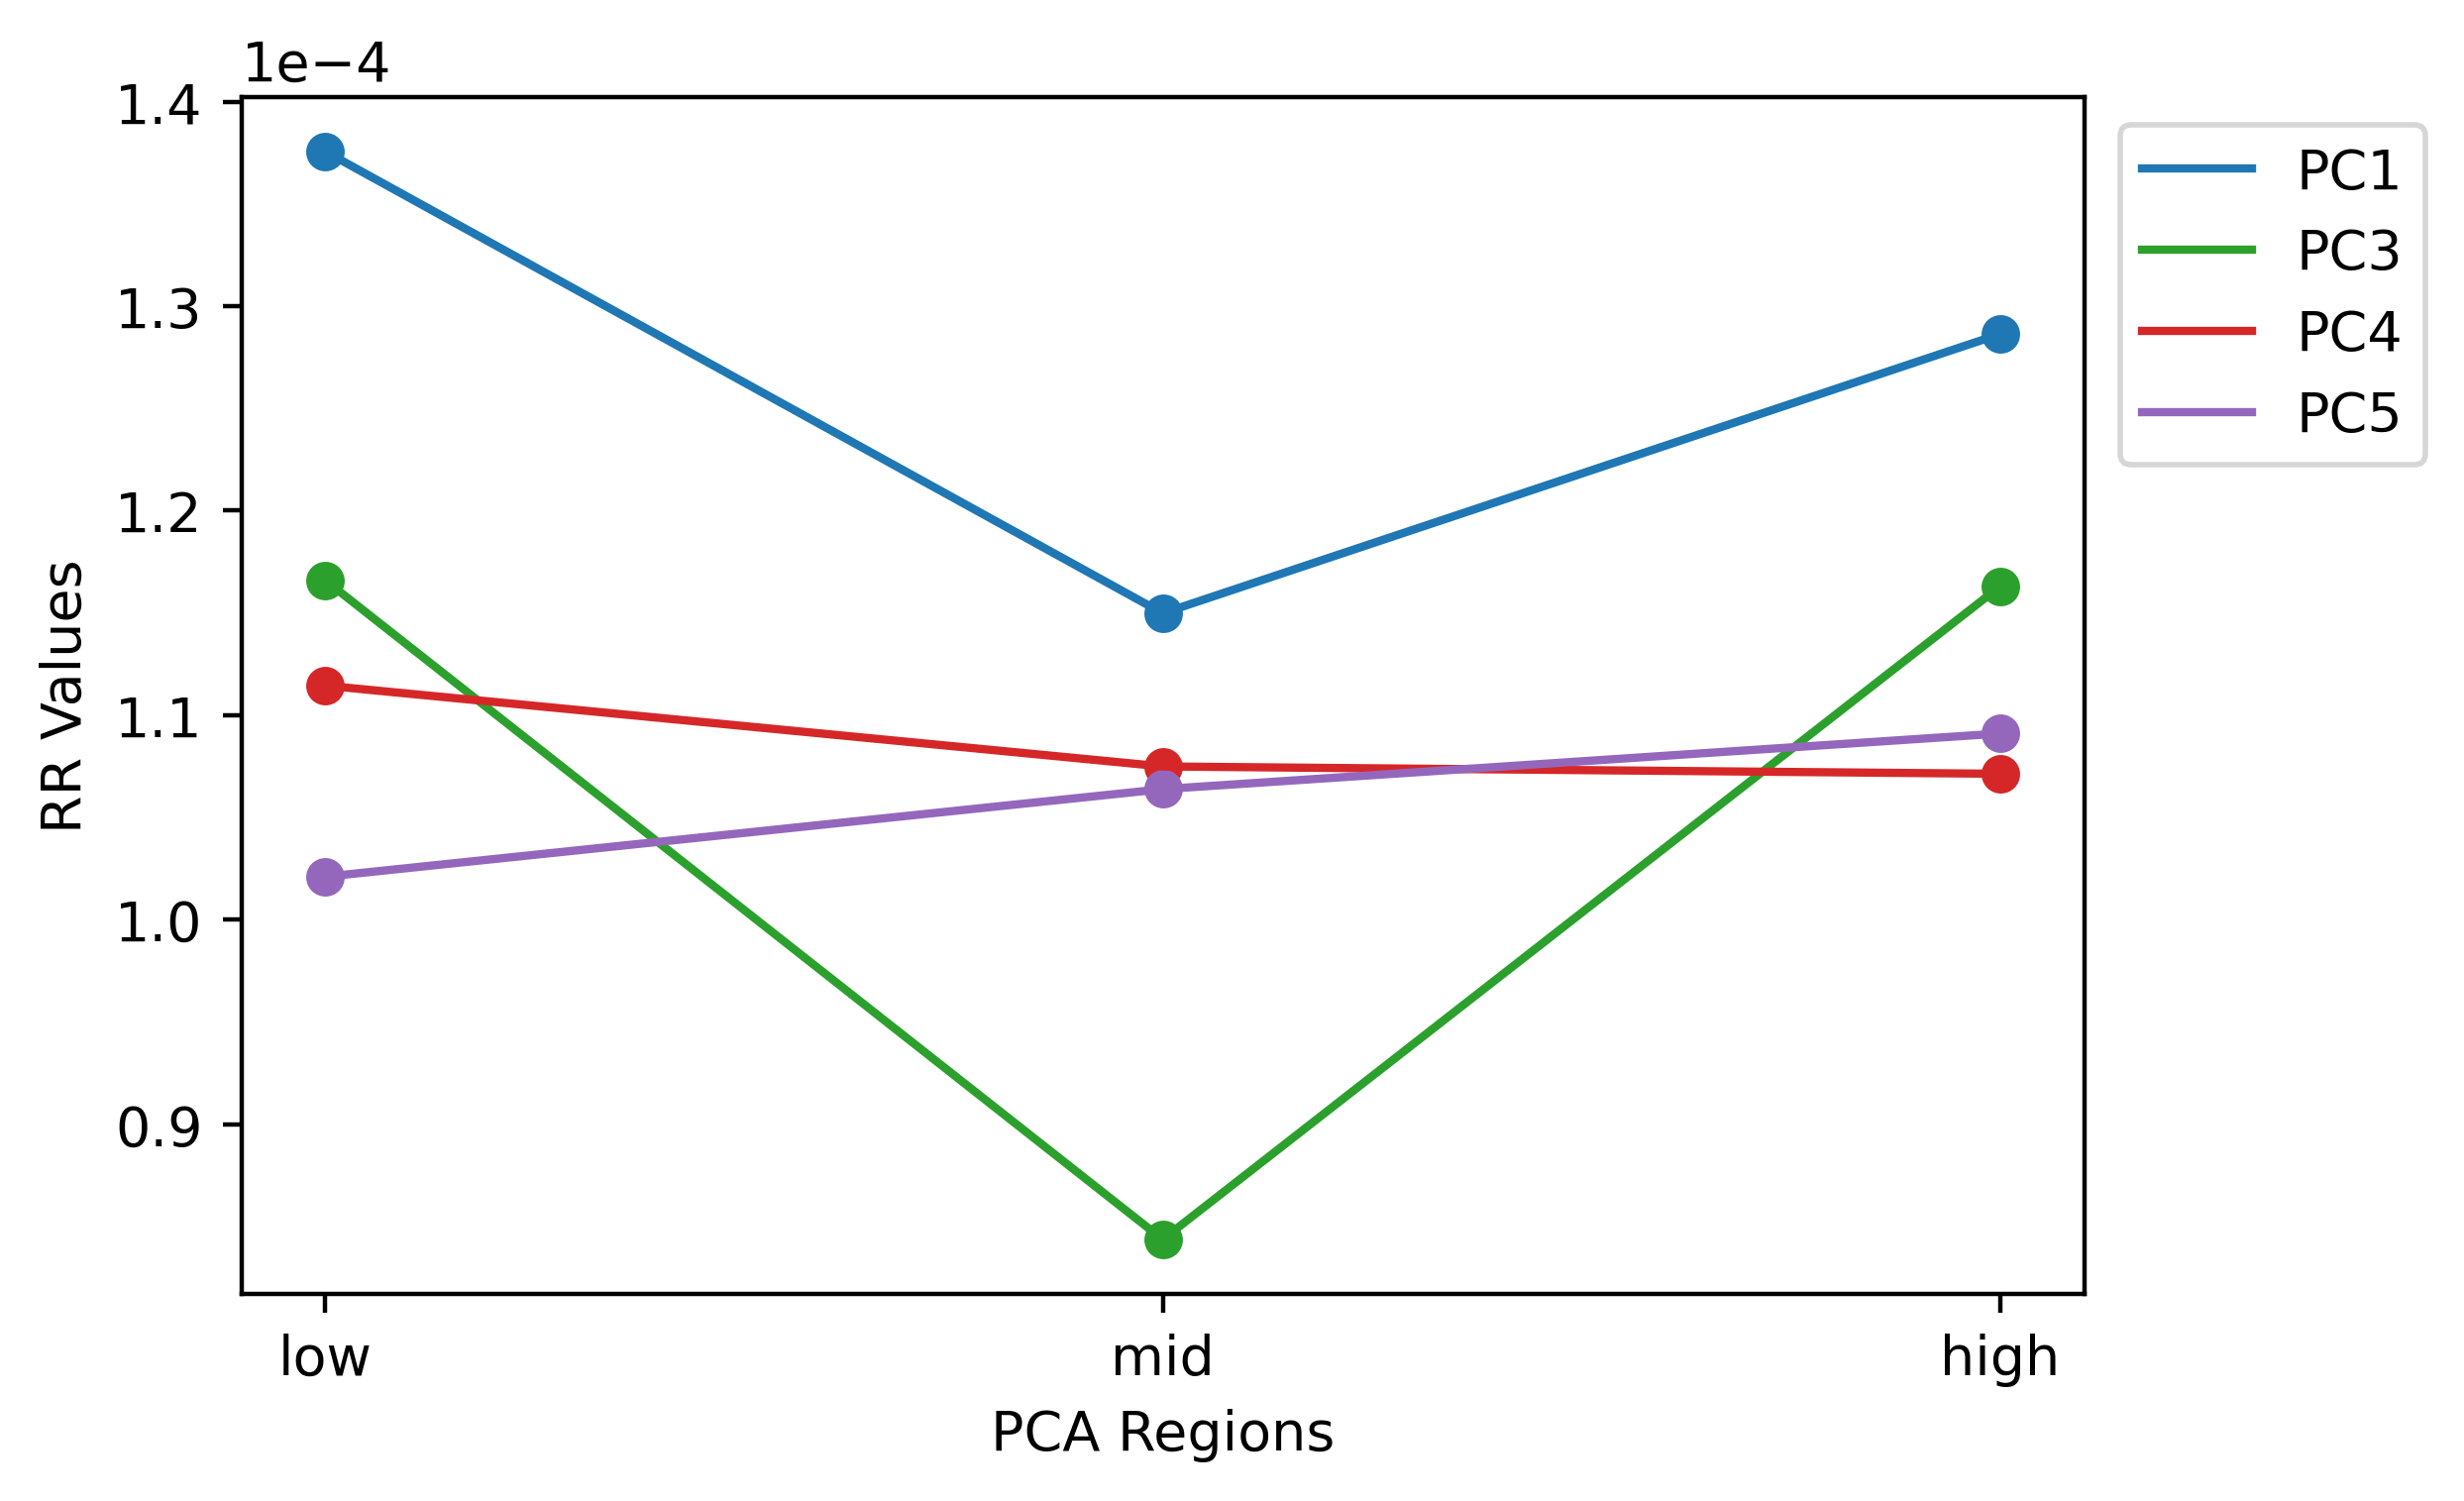 1e−4
1.4
1.3
1.2
1.1
1.0
0.9
RR Values
low
mid
high
PCA Regions
PC1
PC3
PC4
PC5